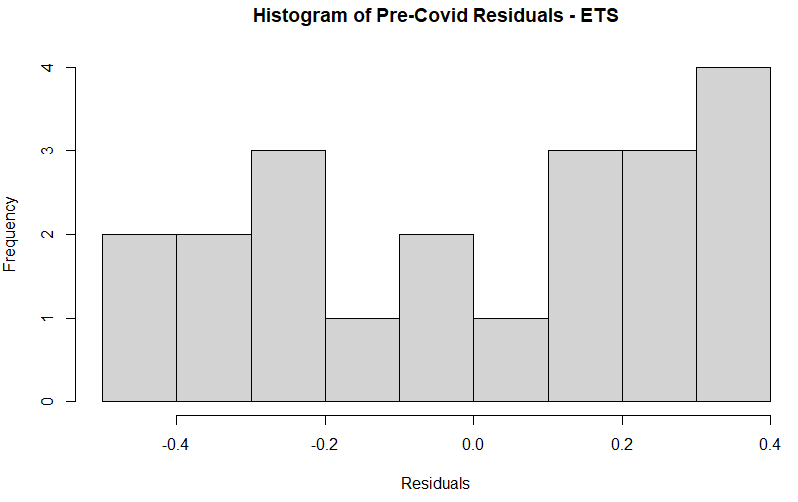 Histogram of Pre-Covid Residuals - ETS
Frequency
4
3
2
1
0
-0.4 -0.2 0.0 0.2 0.4
Residuals